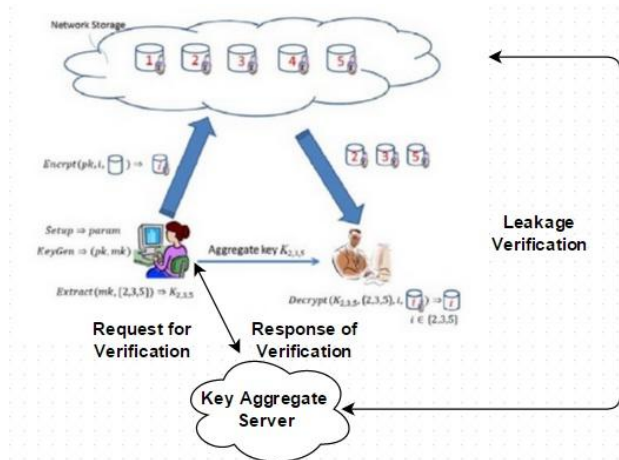 Network Storage
1 2 3 4 5
Encrpt(pk, i, ) ⇒ i
2 3 5
Setup ⇒ param
KeyGen ⇒ (pk, mk)
Aggregate key K2,3,5
Extract(mk, {2,3,5}) ⇒ K2,3,5
Decrypt(K2,3,5, {2,3,5}, i, i ) ⇒ i
i ∈ {2,3,5}
Leakage
Verification
Request for
Verification
Response of
Verification
Key Aggregate
Server